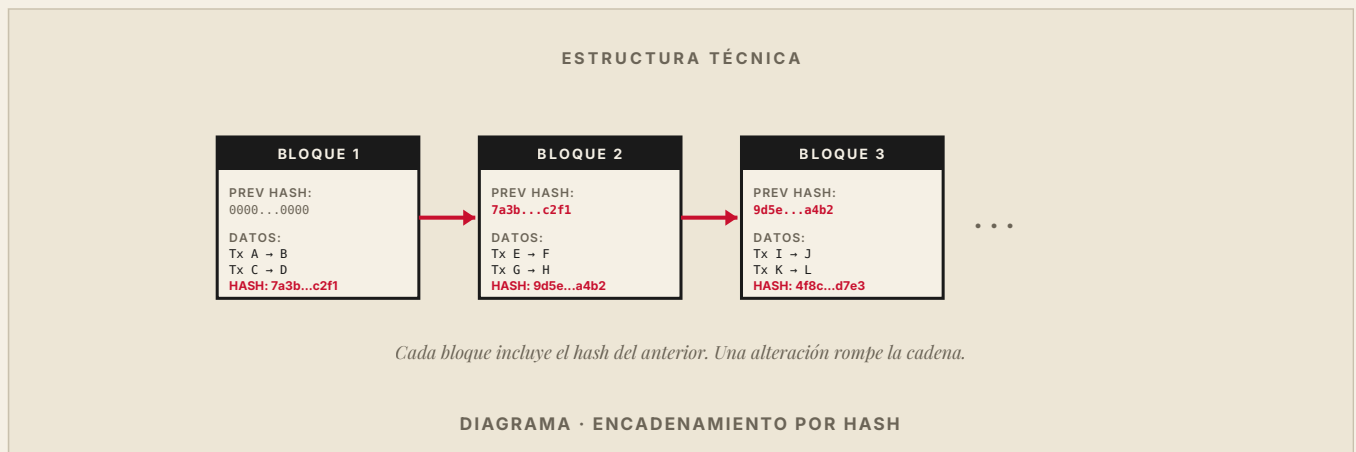 ESTRUCTURA TÉCNICA
BLOQUE 1
PREV HASH:
0000...0000
DATOS:
Tx A → B
Tx C → D
HASH: 7a3b...c2f1
BLOQUE 2
PREV HASH:
7a3b...c2f1
DATOS:
Tx E → F
Tx G → H
HASH: 9d5e...a4b2
BLOQUE 3
PREV HASH:
9d5e...a4b2
DATOS:
Tx I → J
Tx K → L
HASH: 4f8c...d7e3
...
Cada bloque incluye el hash del anterior. Una alteración rompe la cadena.
DIAGRAMA · ENCADENAMIENTO POR HASH